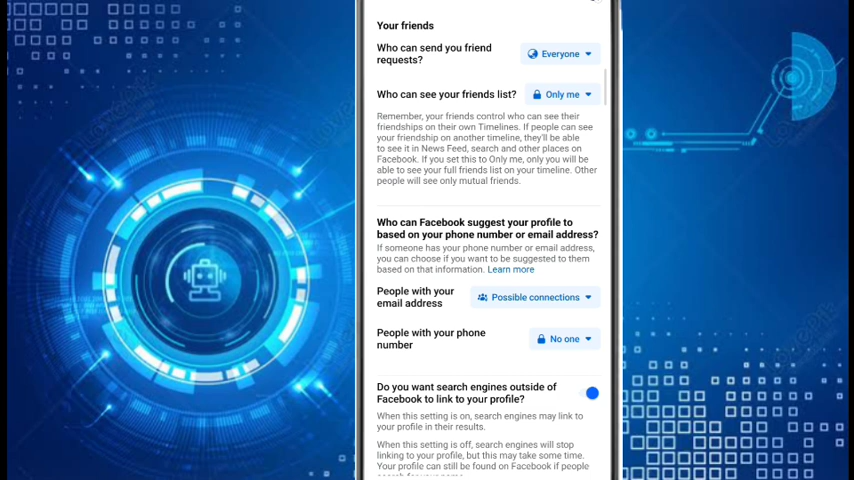 Your friends
Who can send you friend
requests?
Everyone
Who can see your friends list?
Only me
Remember, your friends control who can see their
friendships on their own Timelines. If people can see
your friendship on another timeline, they'll be able
to see it in News Feed, search and other places on
Facebook. If you set this to Only me, only you will be
able to see your full friends list on your timeline. Other
people will see only mutual friends.
Who can Facebook suggest your profile to
based on your phone number or email address?
If someone has your phone number or email address,
you can choose if you want to be suggested to them
based on that information. Learn more
People with your
email address
Possible connections
People with your phone
number
No one
Do you want search engines outside of
Facebook to link to your profile?
When this setting is on, search engines may link to
your profile in their results.
When this setting is off, search engines will stop
linking to your profile, but this may take some time.
Your profile can still be found on Facebook if people